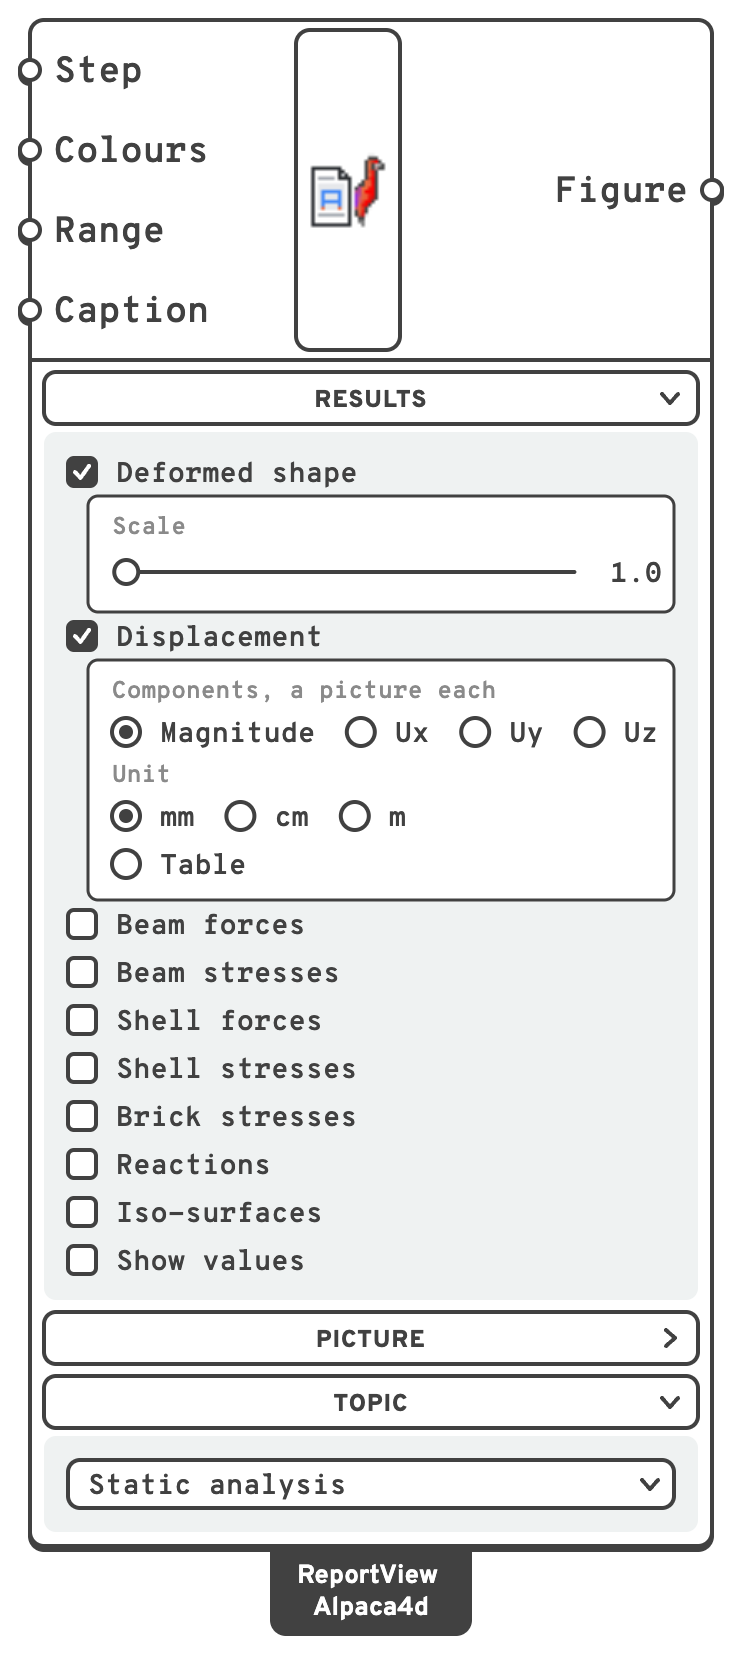 Step
Colours
Range
Caption
Figure
RESULTS
Deformed shape
Scale
1.0
Displacement
Components, a picture each
Magnitude Ux Uy Uz
Unit
mm cm m
Table
Beam forces
Beam stresses
Shell forces
Shell stresses
Brick stresses
Reactions
Iso-surfaces
Show values
PICTURE
TOPIC
Static analysis
ReportView
Alpaca4d